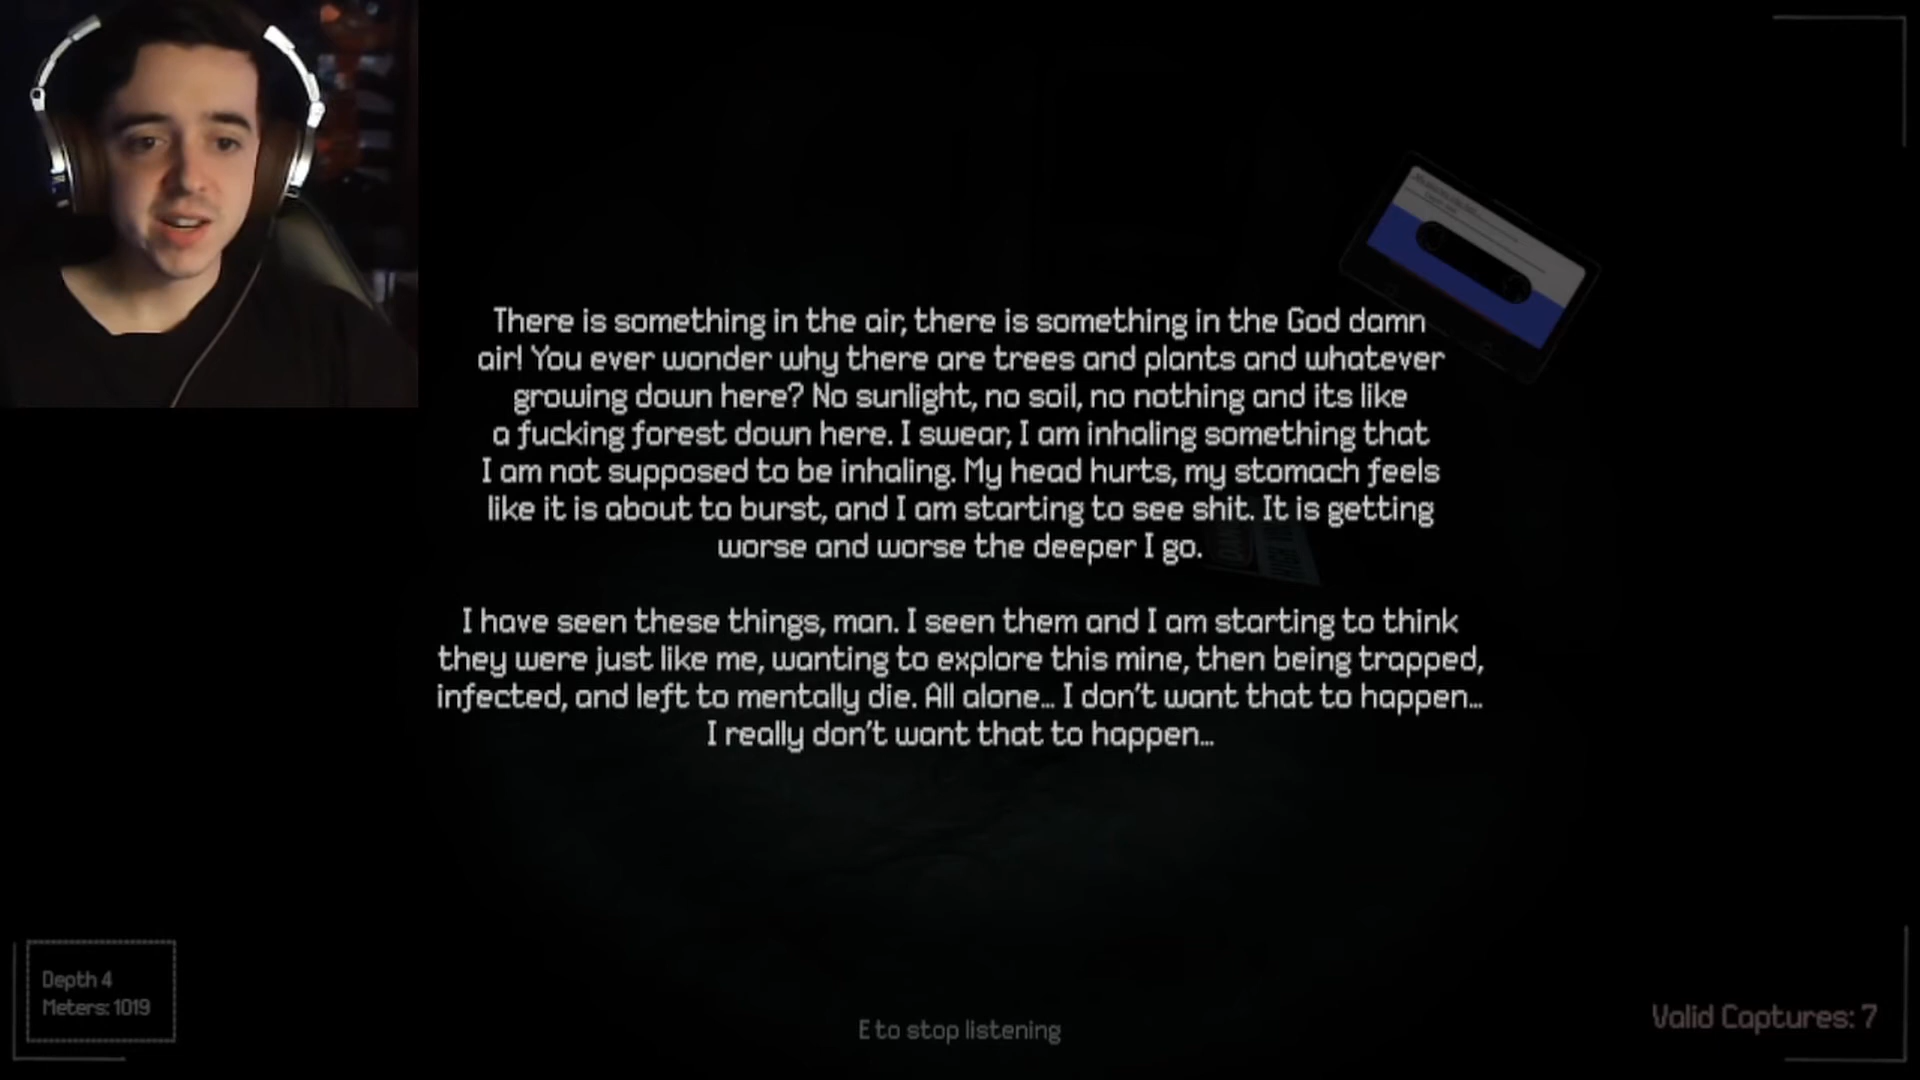 There is something in the air, there is something in the God damn
air! You ever wonder why there are trees and plants and whatever
growing down here? No sunlight, no soil, no nothing and its like
a fucking forest down here. I swear, I am inhaling something that
I am not supposed to be inhaling. My head hurts, my stomach feels
like it is about to burst, and I am starting to see shit. It is getting
worse and worse the deeper I go.
I have seen these things, man. I seen them and I am starting to think
they were just like me, wanting to explore this mine, then being trapped,
infected, and left to mentally die. All alone... I don't want that to happen...
I really don't want that to happen...
Depth 4
Meters: 1019
E to stop listening
Valid Captures: 7